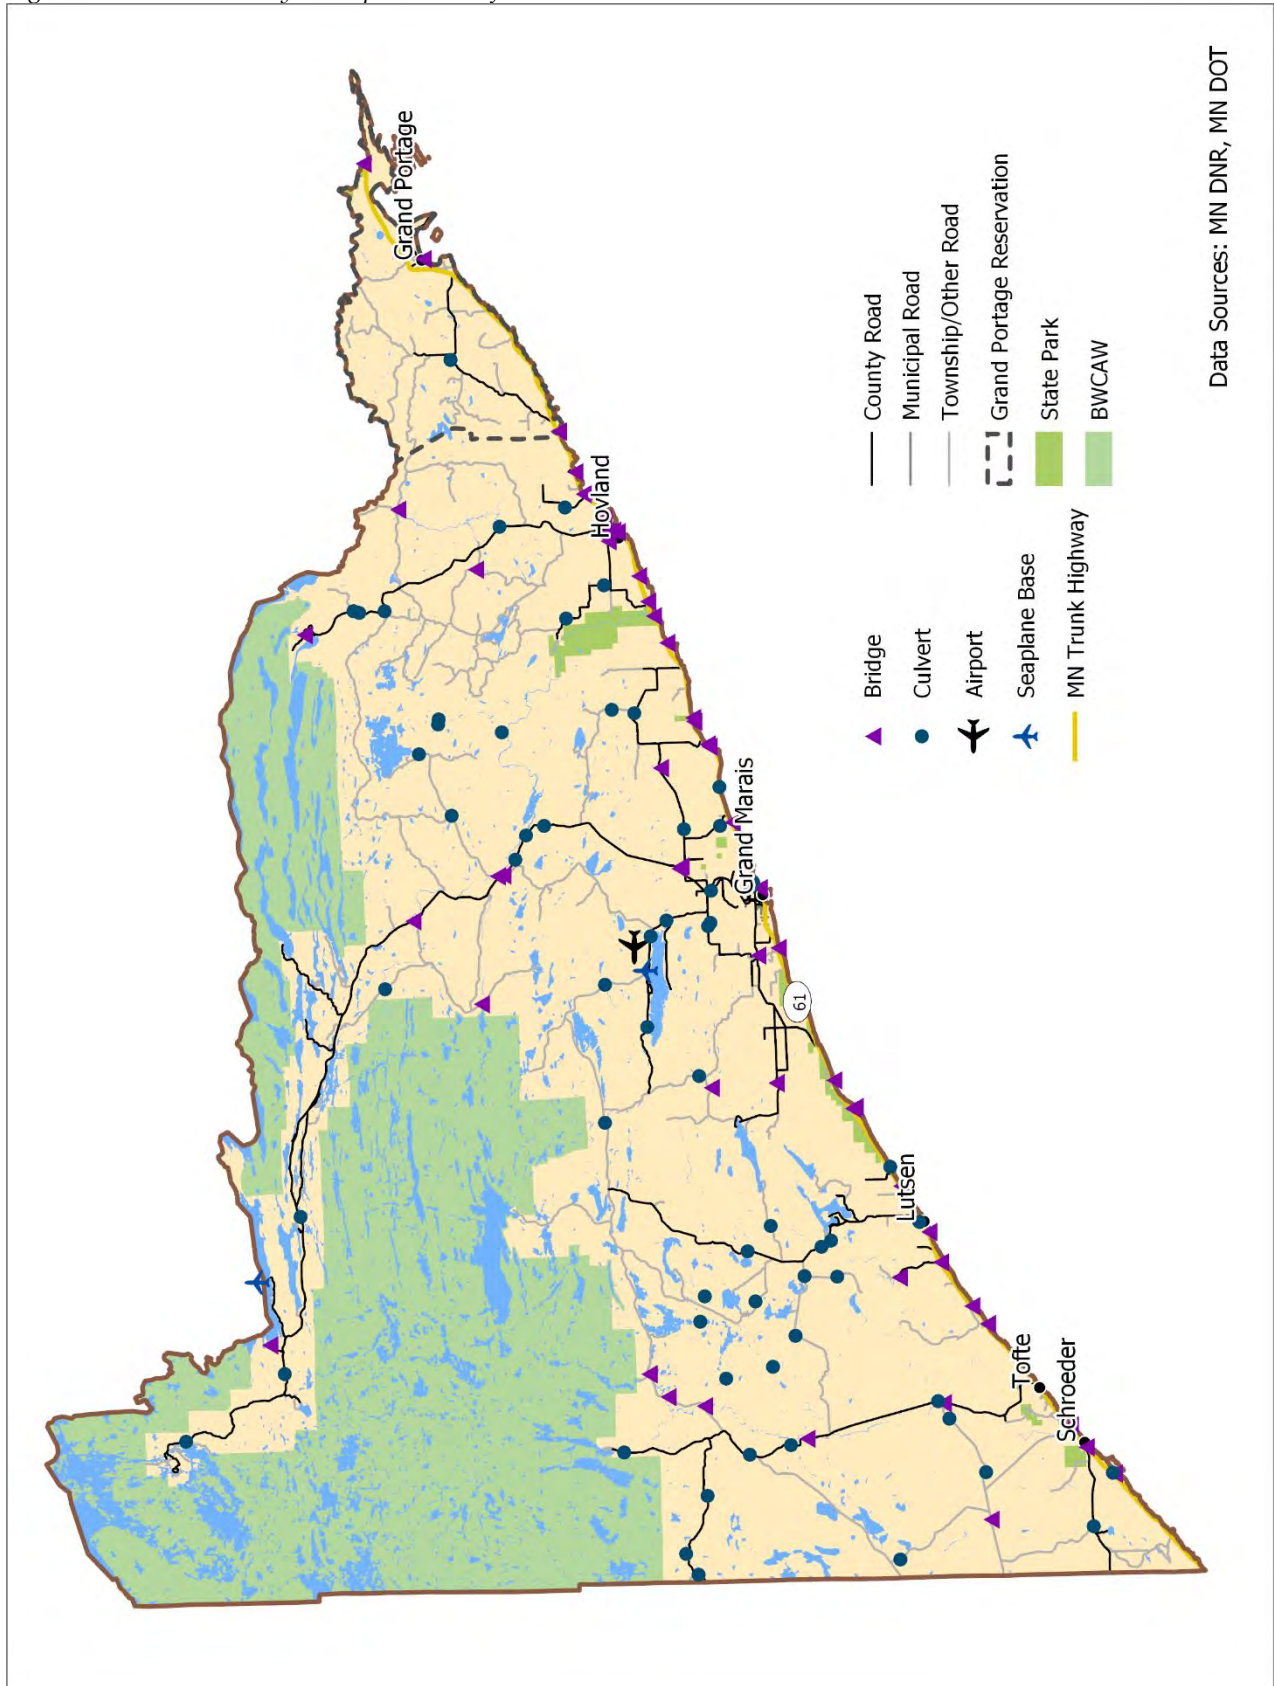 Grand Portage
Hovland
Grand Marais
61
Lutsen
Tofte
Schroeder
Bridge
Culvert
Airport
Seaplane Base
MN Trunk Highway
County Road
Municipal Road
Township/Other Road
Grand Portage Reservation
State Park
BWCAW
Data Sources: MN DNR, MN DOT